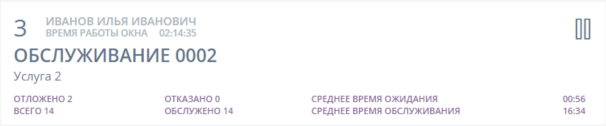 3 ИВАНОВ ИЛЬЯ ИВАНОВИЧ
ВРЕМЯ РАБОТЫ ОКНА 02:14:35
ОБСЛУЖИВАНИЕ 0002
Услуга 2
ОТЛОЖЕНО 2 ОТКАЗАНО 0 СРЕДНЕЕ ВРЕМЯ ОЖИДАНИЯ 00:56
ВСЕГО 14 ОБСЛУЖЕНО 14 СРЕДНЕЕ ВРЕМЯ ОБСЛУЖИВАНИЯ 16:34